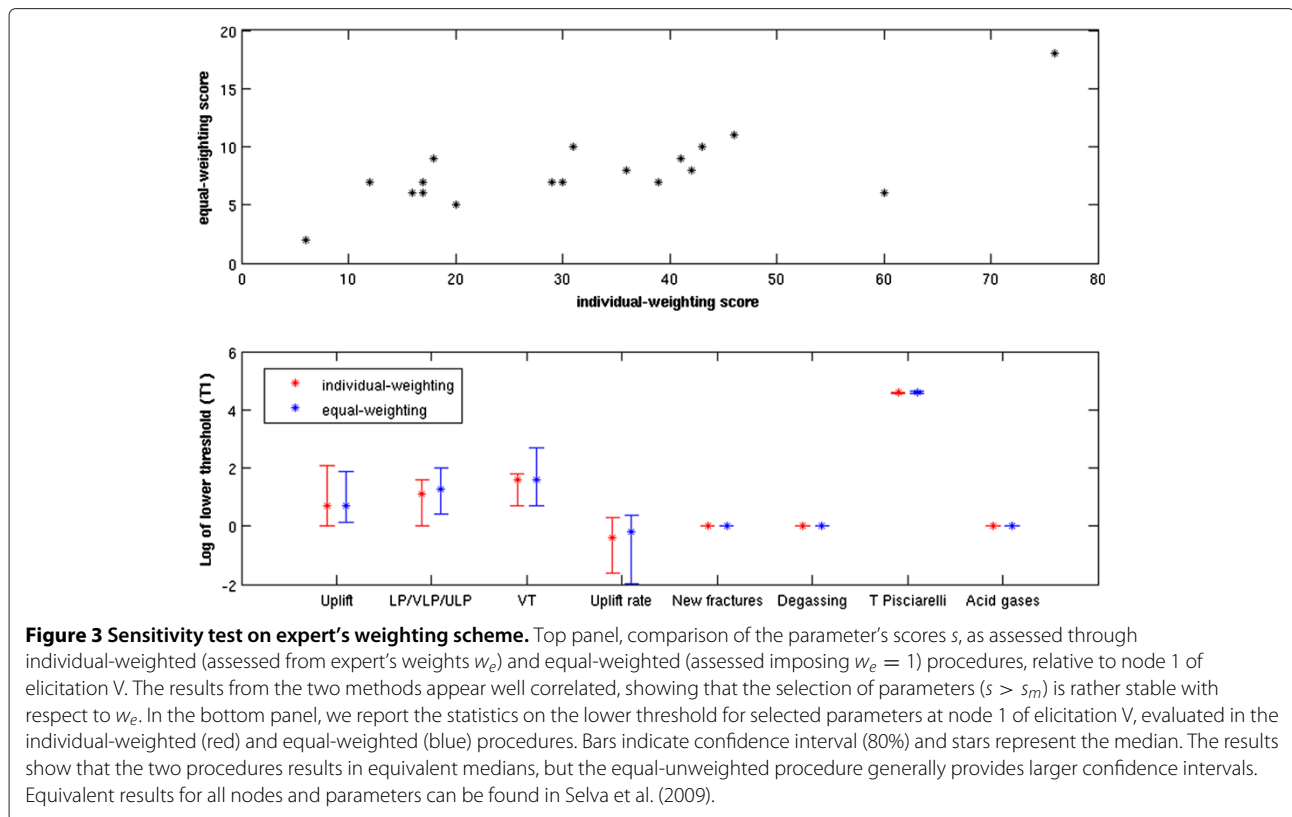 20
15
10
5
0
equal-weighting score
0 10 20 30 40 50 60 70 80
individual-weighting score
6
4
2
0
-2
Log of lower threshold (T1)
individual-weighting
equal-weighting
Uplift LP/VLP/ULP VT Uplift rate New fractures Degassing T Pisciarelli Acid gases
Figure 3 Sensitivity test on expert's weighting scheme. Top panel, comparison of the parameter's scores s, as assessed through
individual-weighted (assessed from expert's weights wₑ) and equal-weighted (assessed imposing wₑ = 1) procedures, relative to node 1 of
elicitation V. The results from the two methods appear well correlated, showing that the selection of parameters (s > sₘ) is rather stable with
respect to wₑ. In the bottom panel, we report the statistics on the lower threshold for selected parameters at node 1 of elicitation V, evaluated in the
individual-weighted (red) and equal-weighted (blue) procedures. Bars indicate confidence interval (80%) and stars represent the median. The results
show that the two procedures results in equivalent medians, but the equal-unweighted procedure generally provides larger confidence intervals.
Equivalent results for all nodes and parameters can be found in Selva et al. (2009).